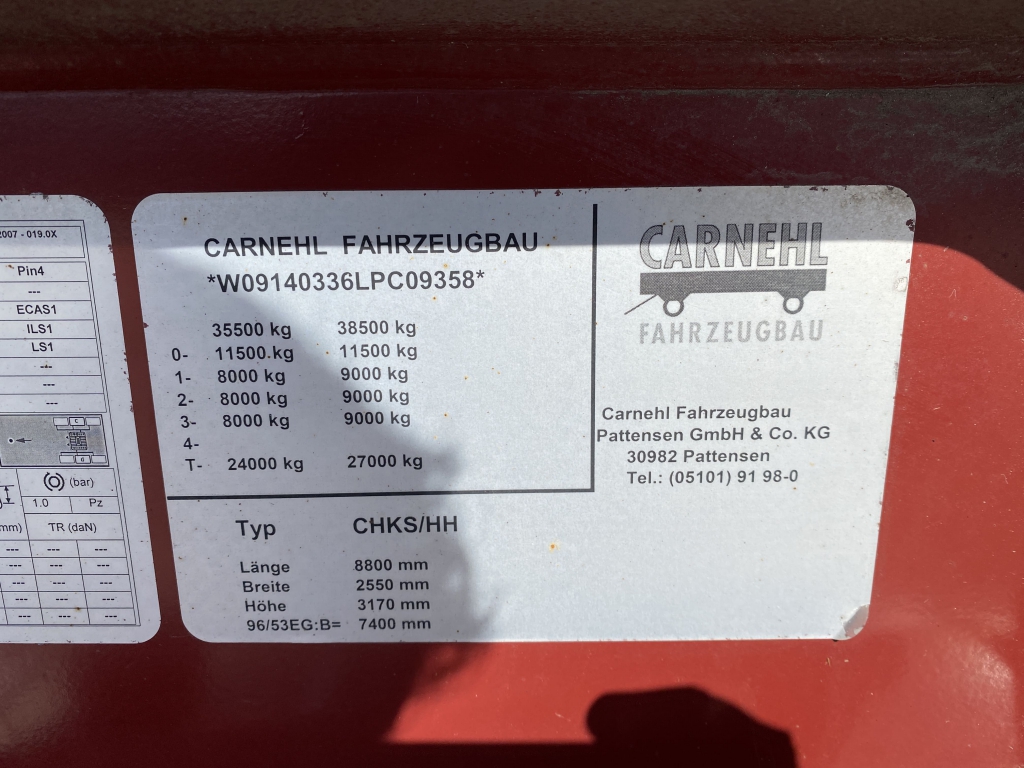 2007 - 019.0X
Pin4
---
ECAS1
ILS1
LS1
---
---
---
(bar)
1.0 Pz
mm) TR (daN)
--- --- ---
--- --- ---
--- --- ---
--- --- ---
--- --- ---
CARNEHL FAHRZEUGBAU
*W09140336LPC09358*
35500 kg 38500 kg
0- 11500 kg 11500 kg
1- 8000 kg 9000 kg
2- 8000 kg 9000 kg
3- 8000 kg 9000 kg
4-
T- 24000 kg 27000 kg
Typ CHKS/HH
Länge 8800 mm
Breite 2550 mm
Höhe 3170 mm
96/53EG:B= 7400 mm
CARNEHL
FAHRZEUGBAU
Carnehl Fahrzeugbau
Pattensen GmbH & Co. KG
30982 Pattensen
Tel.: (05101) 91 98-0